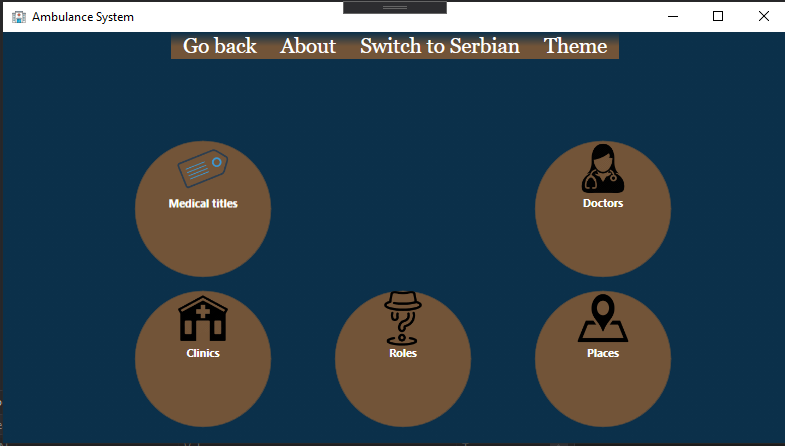 Ambulance System
Go back About Switch to Serbian Theme
Medical titles
Doctors
Clinics
Roles
Places